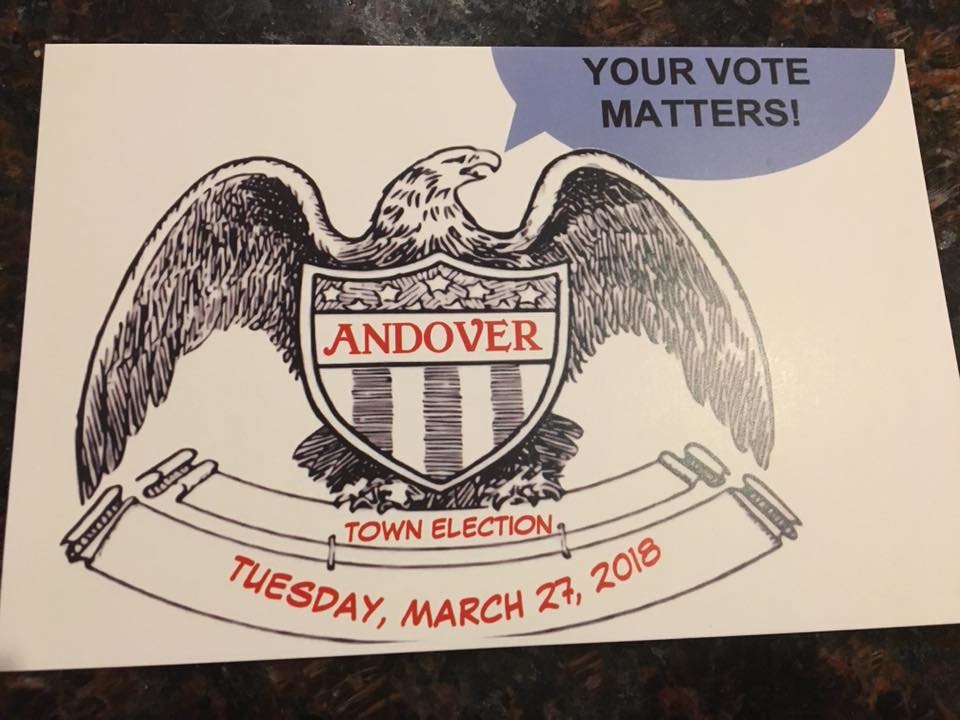 YOUR VOTE
MATTERS!
ANDOVER
TOWN ELECTION
TUESDAY, MARCH 27, 2018